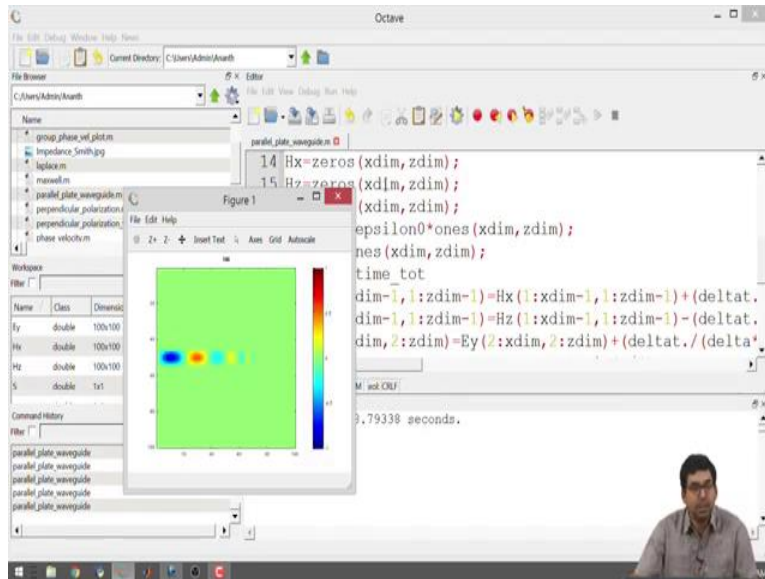 Octave
File Edit Debug Window Help News
Current Directory: C:\Users\Admin\Ananth
File Browser
Editor
C:/Users/Admin/Ananth
File Edit View Debug Run Help
Name
group_phase_vel_plot.m
Impedance_Smith.jpg
laplace.m
maxwell.m
parallel_plate_waveguide.m
perpendicular_polarization
perpendicular_polarization
phase velocity.m
parallel_plate_waveguide.m
14 Hx=zeros(xdim,zdim);
15 Hz=zeros(xdim,zdim);
(xdim,zdim);
epsilon0*ones(xdim,zdim);
nes(xdim,zdim);
time_tot
dim-1,1:zdim-1)=Hx(1:xdim-1,1:zdim-1)+(deltat.
dim-1,1:zdim-1)=Hz(1:xdim-1,1:zdim-1)-(deltat.
dim,2:zdim)=Ey(2:xdim,2:zdim)+(deltat./(delta*
eol: CRLF
.79338 seconds.
Figure 1
File Edit Help
Z+ Z- Insert Text Axes Grid Autoscale
Workspace
Filter
Name Class Dimensio
Ey double 100x100
Hx double 100x100
Hz double 100x100
S double 1x1
Command History
Filter
parallel_plate_waveguide
parallel_plate_waveguide
parallel_plate_waveguide
parallel_plate_waveguide
parallel_plate_waveguide